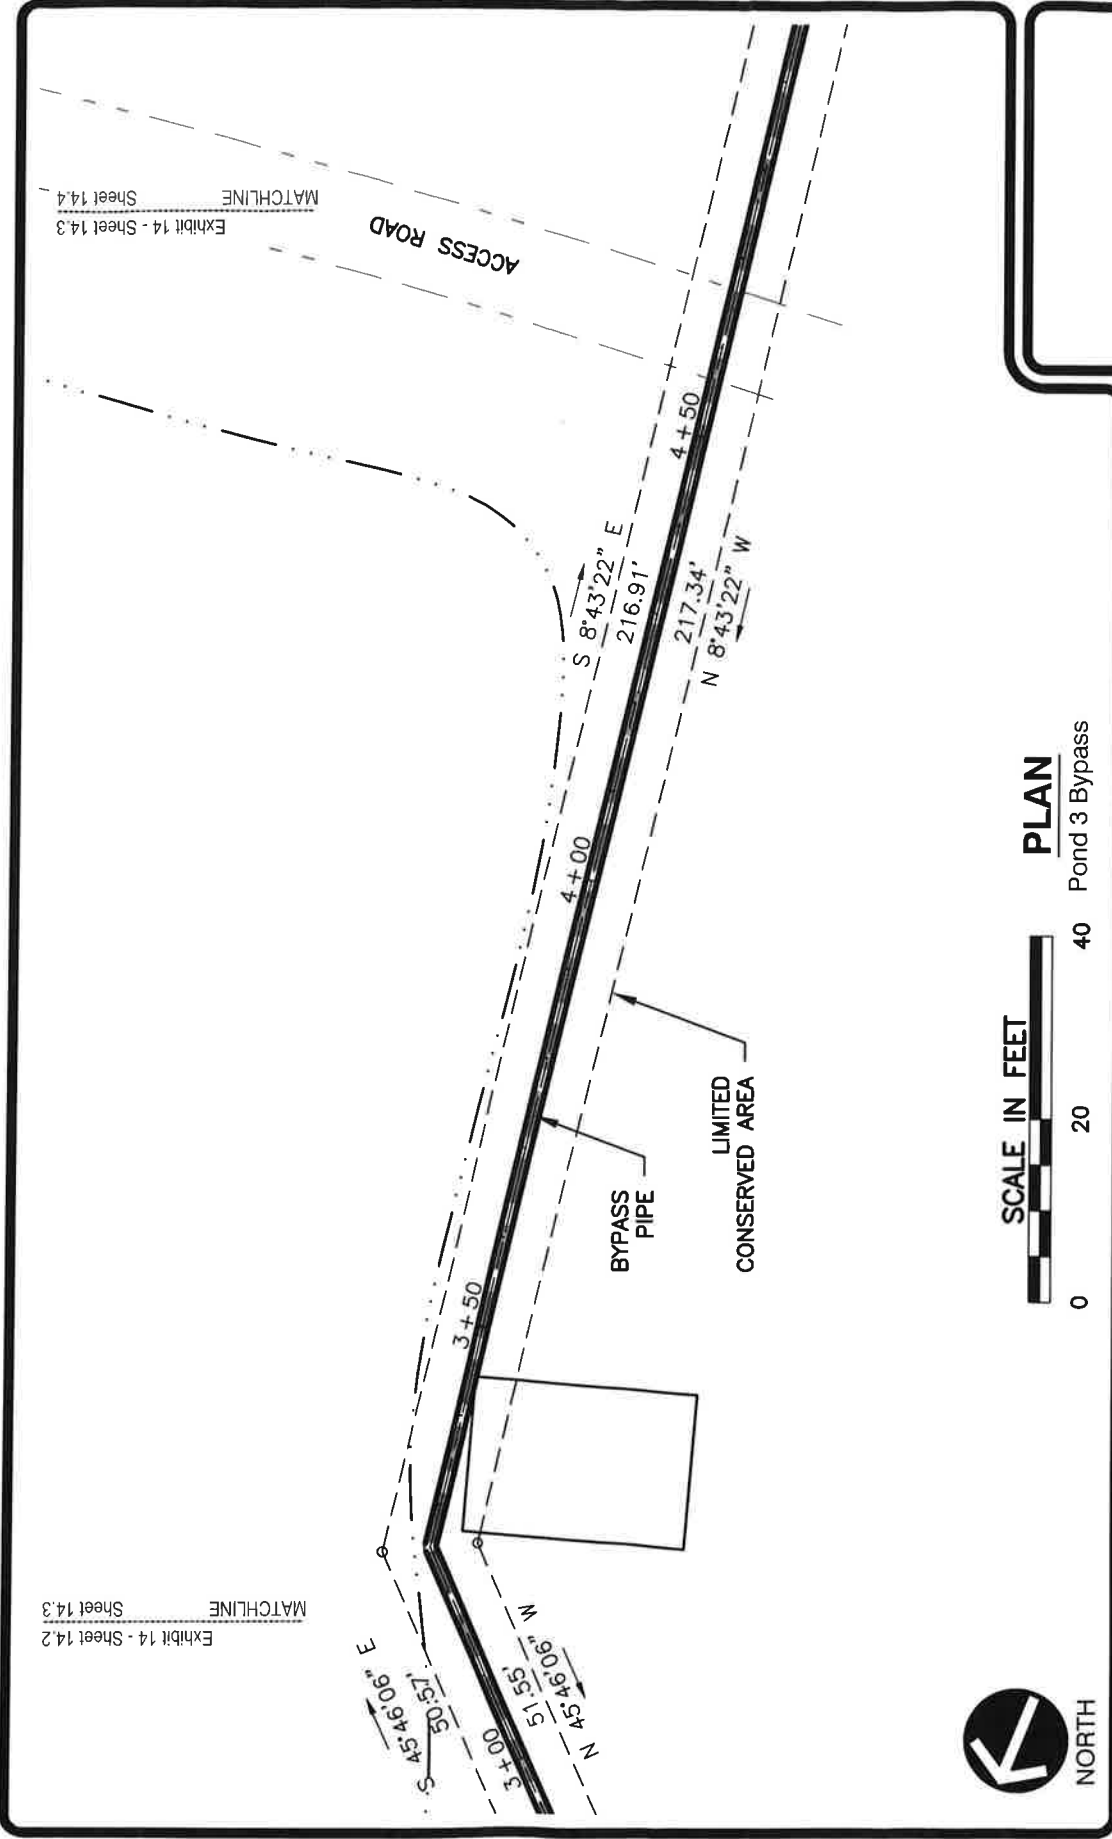 Exhibit 14 - Sheet 14.2
MATCHLINE Sheet 14.3
Exhibit 14 - Sheet 14.3
MATCHLINE Sheet 14.4
ACCESS ROAD
S 45°46'06" E
50.57'
3+00
51.55'
N 45°46'06" W
3+50
4+00
S 8°43'22" E
216.91'
217.34'
N 8°43'22" W
4+50
BYPASS
PIPE
LIMITED
CONSERVED AREA
NORTH
SCALE IN FEET
0 20 40
PLAN
Pond 3 Bypass